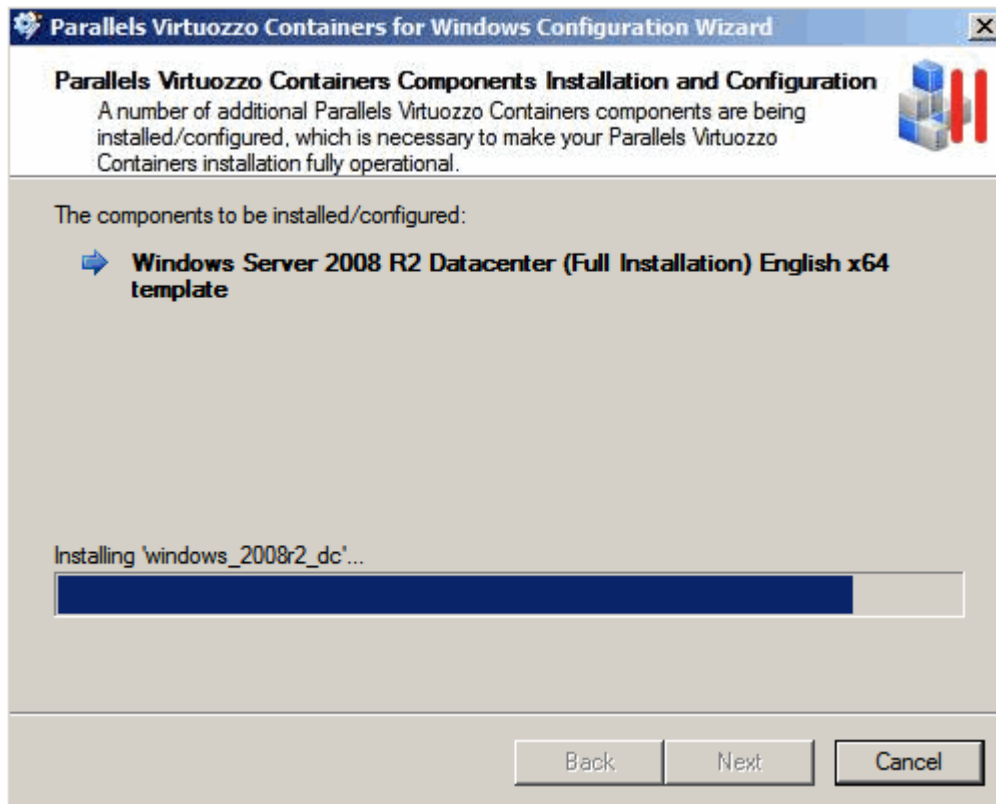 Parallels Virtuozzo Containers for Windows Configuration Wizard
Parallels Virtuozzo Containers Components Installation and Configuration
A number of additional Parallels Virtuozzo Containers components are being
installed/configured, which is necessary to make your Parallels Virtuozzo
Containers installation fully operational.
The components to be installed/configured:
Windows Server 2008 R2 Datacenter (Full Installation) English x64
template
Installing 'windows_2008r2_dc'...
Back
Next
Cancel